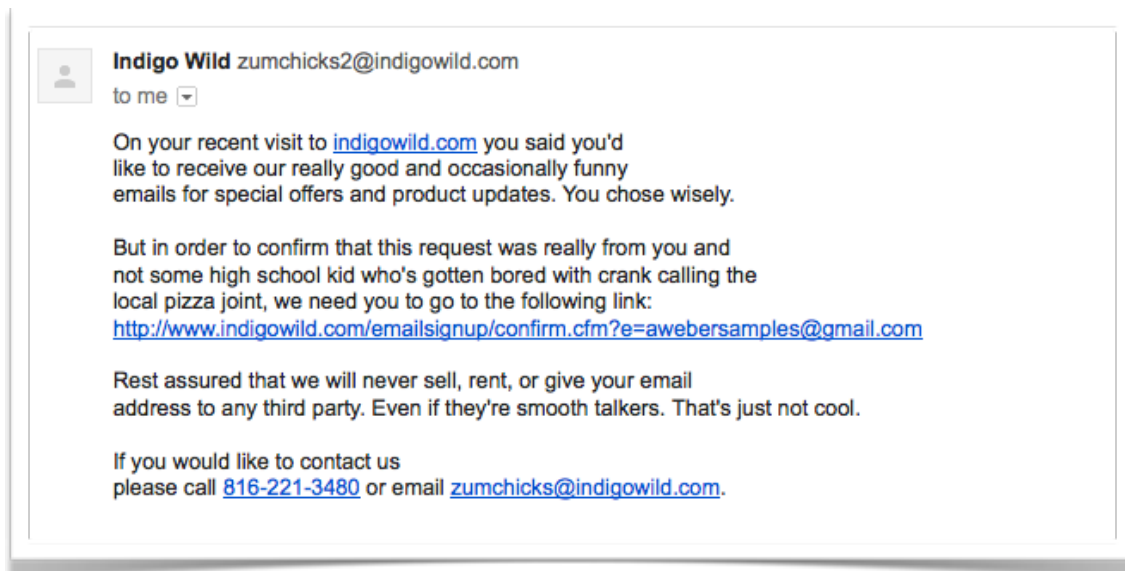 Indigo Wild zumchicks2@indigowild.com
to me
On your recent visit to indigowild.com you said you'd
like to receive our really good and occasionally funny
emails for special offers and product updates. You chose wisely.
But in order to confirm that this request was really from you and
not some high school kid who's gotten bored with crank calling the
local pizza joint, we need you to go to the following link:
http://www.indigowild.com/emailsignup/confirm.cfm?e=awebersamples@gmail.com
Rest assured that we will never sell, rent, or give your email
address to any third party. Even if they're smooth talkers. That's just not cool.
If you would like to contact us
please call 816-221-3480 or email zumchicks@indigowild.com.